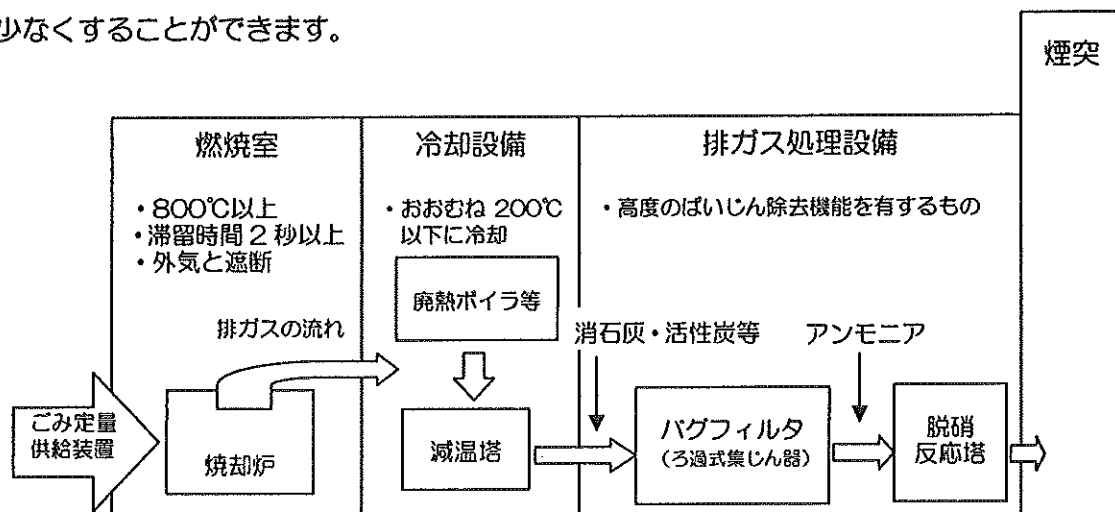 少なくすることができます。
煙突
燃焼室
・800℃以上
・滞留時間2秒以上
・外気と遮断
冷却設備
・おおむね 200℃
以下に冷却
排ガス処理設備
・高度のばいじん除去機能を有するもの
廃熱ボイラ等
排ガスの流れ
消石灰・活性炭等
アンモニア
ごみ定量
供給装置
焼却炉
減温塔
バグフィルタ
(ろ過式集じん器)
脱硝
反応塔